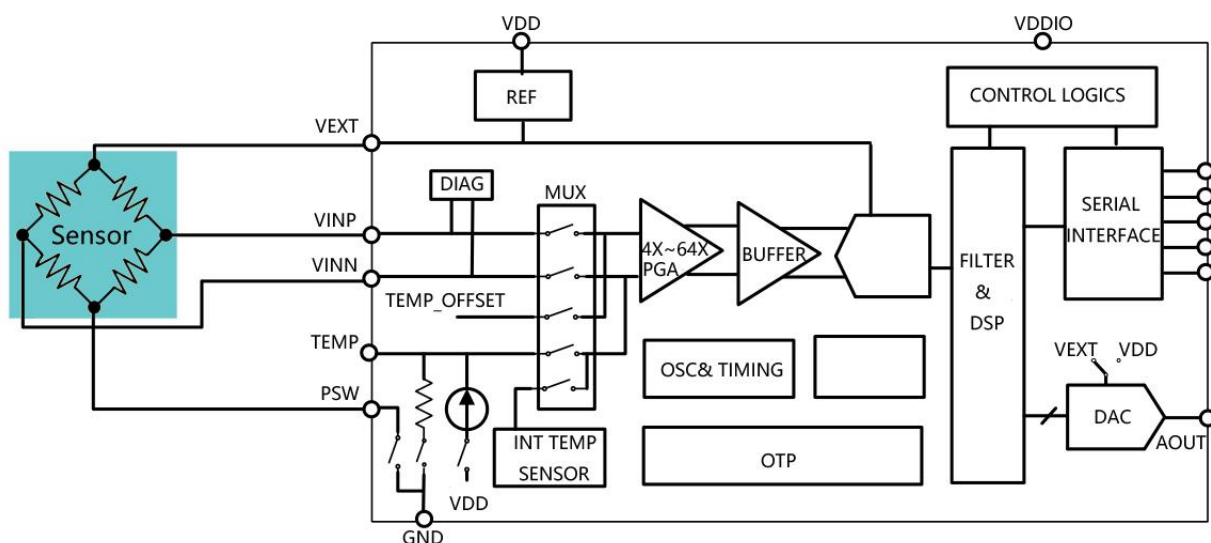 VDD
VDDIO
REF
CONTROL LOGICS
VEXT
DIAG
MUX
Sensor
VINP
SERIAL
INTERFACE
4X~64X
PGA
BUFFER
VINN
FILTER
&
DSP
TEMP_OFFSET
TEMP
OSC& TIMING
VEXT
VDD
PSW
DAC
INT TEMP
SENSOR
OTP
AOUT
VDD
GND